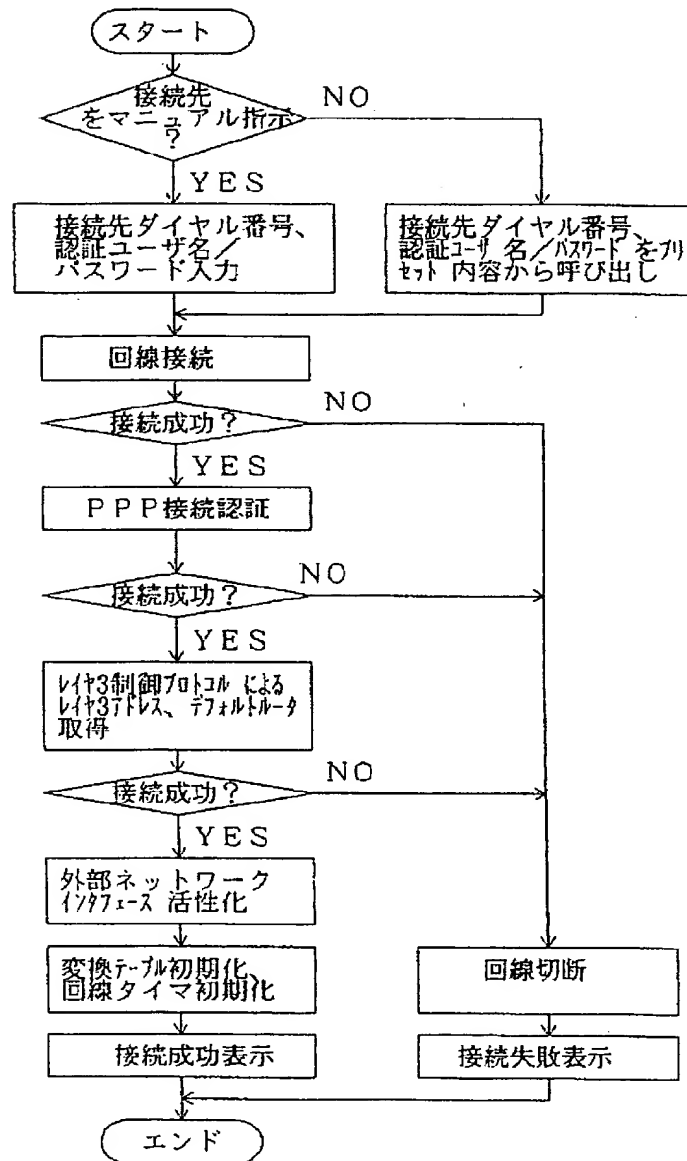 スタート
接続先
をマニュアル指示
?
NO
YES
接続先ダイヤル番号、
認証ユーザ名／
パスワード入力
接続先ダイヤル番号、
認証ユーザ 名／パスワード をプリ
セット 内容から呼び出し
回線接続
接続成功?
NO
YES
PPP接続認証
接続成功?
NO
YES
レイヤ3制御プロトコル による
レイヤ3アドレス、デフォルトルータ
取得
接続成功?
NO
YES
外部ネットワーク
インタフェース 活性化
変換テーブル初期化、
回線タイマ初期化
回線切断
接続成功表示
接続失敗表示
エンド